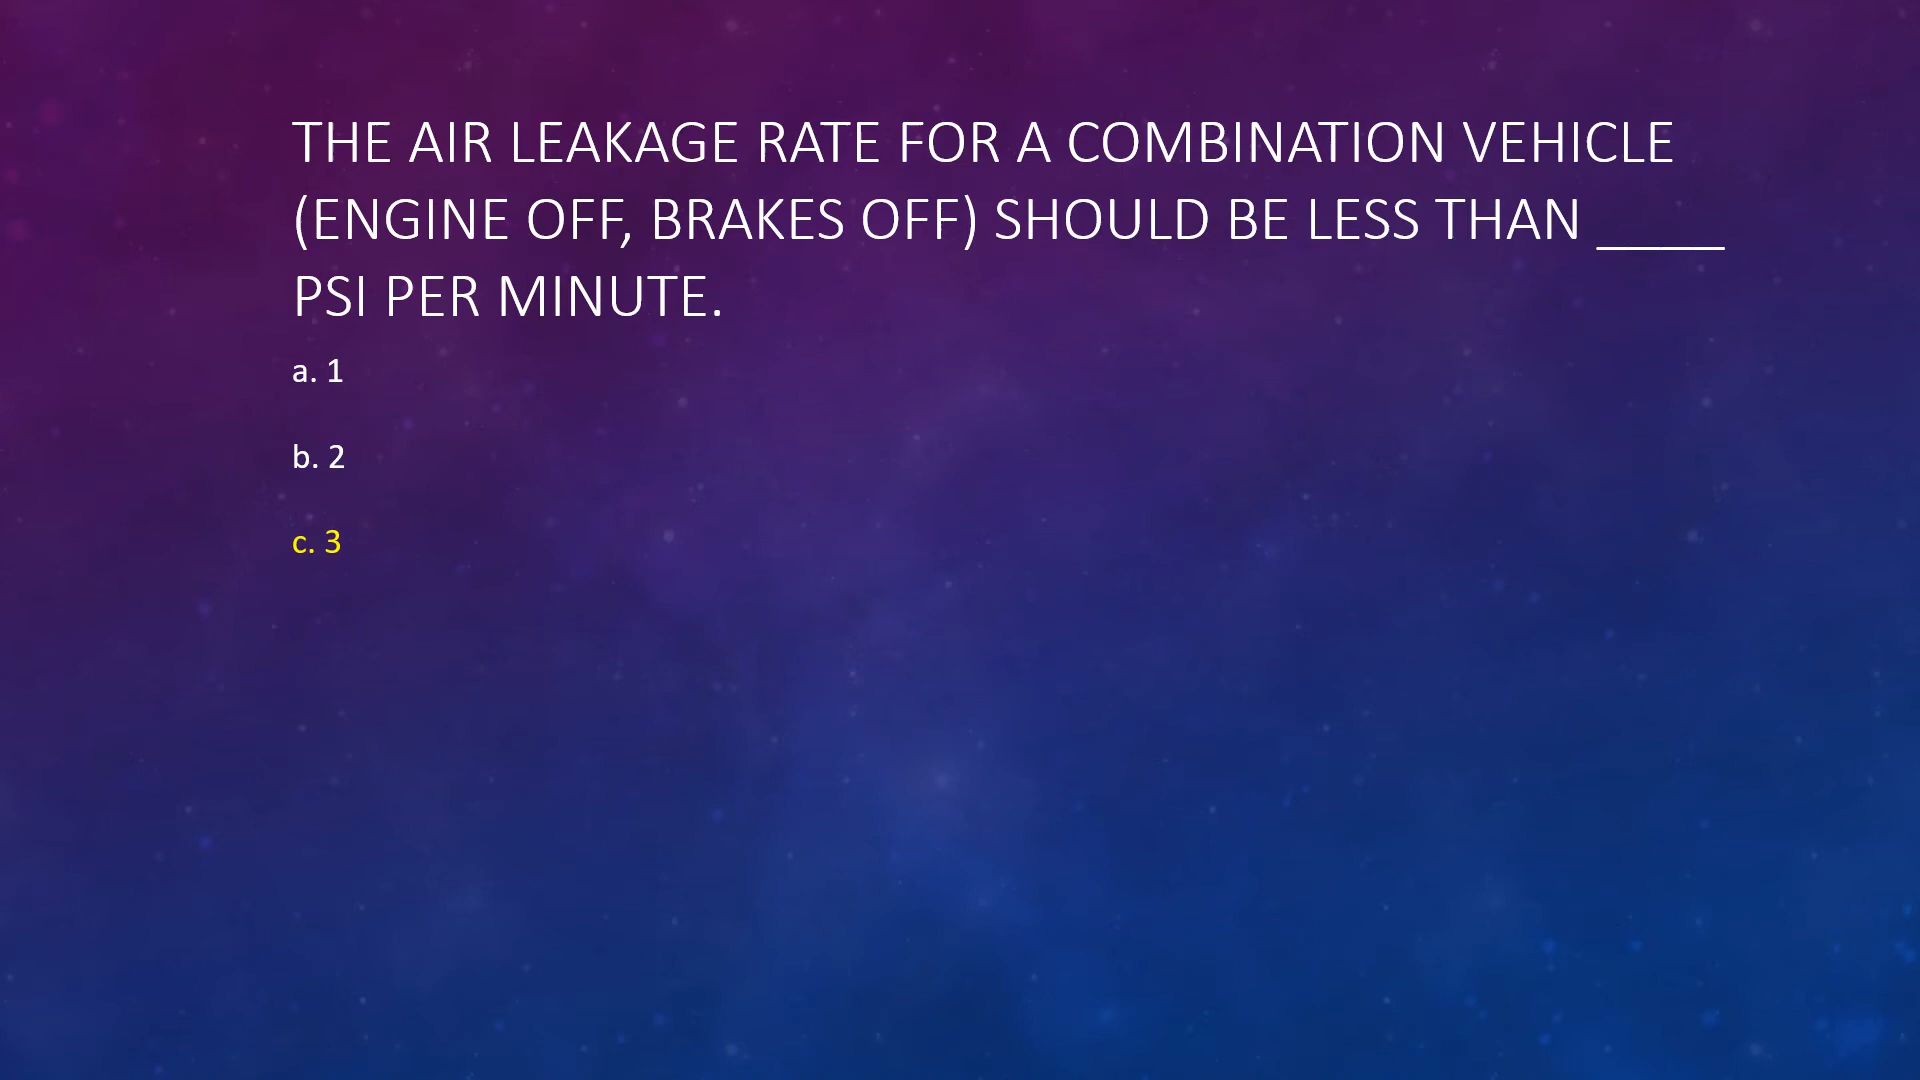 THE AIR LEAKAGE RATE FOR A COMBINATION VEHICLE
(ENGINE OFF, BRAKES OFF) SHOULD BE LESS THAN ____
PSI PER MINUTE.
a. 1
b. 2
c. 3